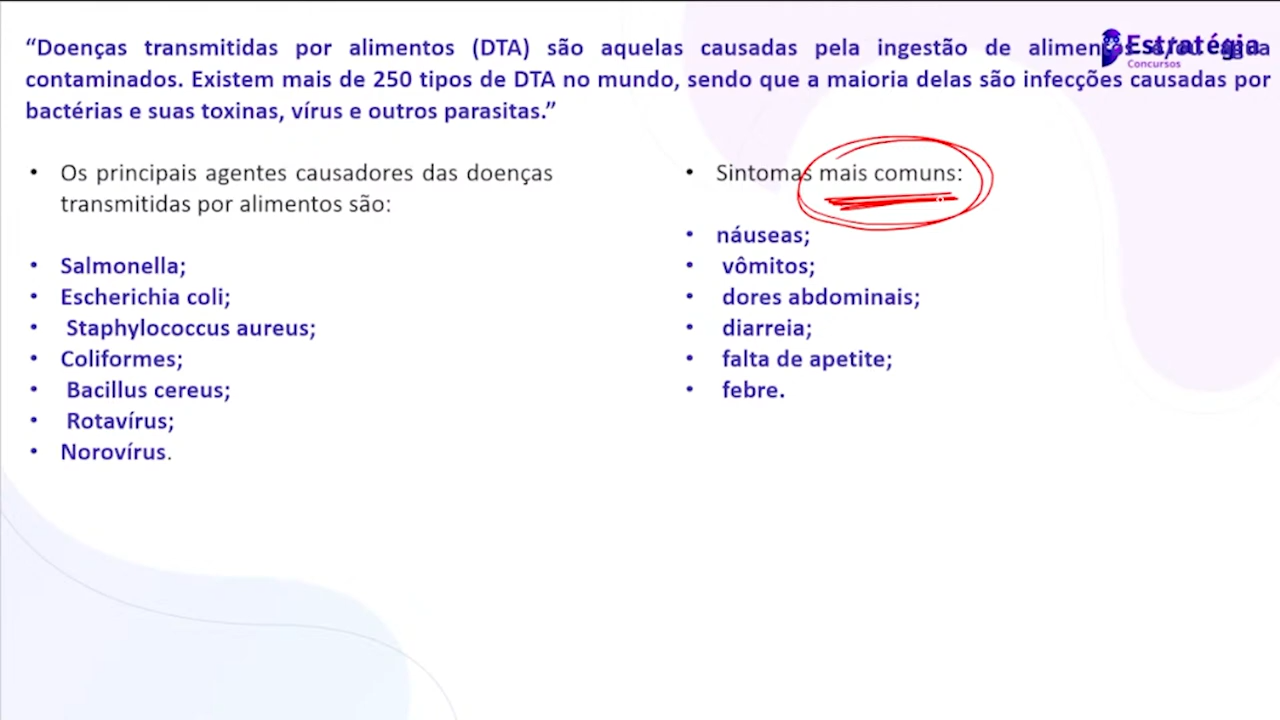 “Doenças transmitidas por alimentos (DTA) são aquelas causadas pela ingestão de alimentos e/ou água
contaminados. Existem mais de 250 tipos de DTA no mundo, sendo que a maioria delas são infecções causadas por
bactérias e suas toxinas, vírus e outros parasitas.”
Estratégia
Concursos
• Os principais agentes causadores das doenças
transmitidas por alimentos são:
• Salmonella;
• Escherichia coli;
• Staphylococcus aureus;
• Coliformes;
• Bacillus cereus;
• Rotavírus;
• Norovírus.
• Sintomas mais comuns:
• náuseas;
• vômitos;
• dores abdominais;
• diarreia;
• falta de apetite;
• febre.